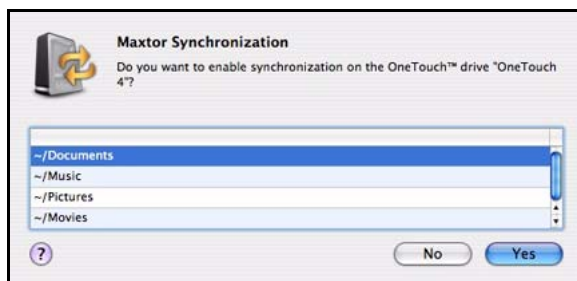 Maxtor Synchronization
Do you want to enable synchronization on the OneTouch™ drive "OneTouch
4"?
~/Documents
~/Music
~/Pictures
~/Movies
?
No
Yes